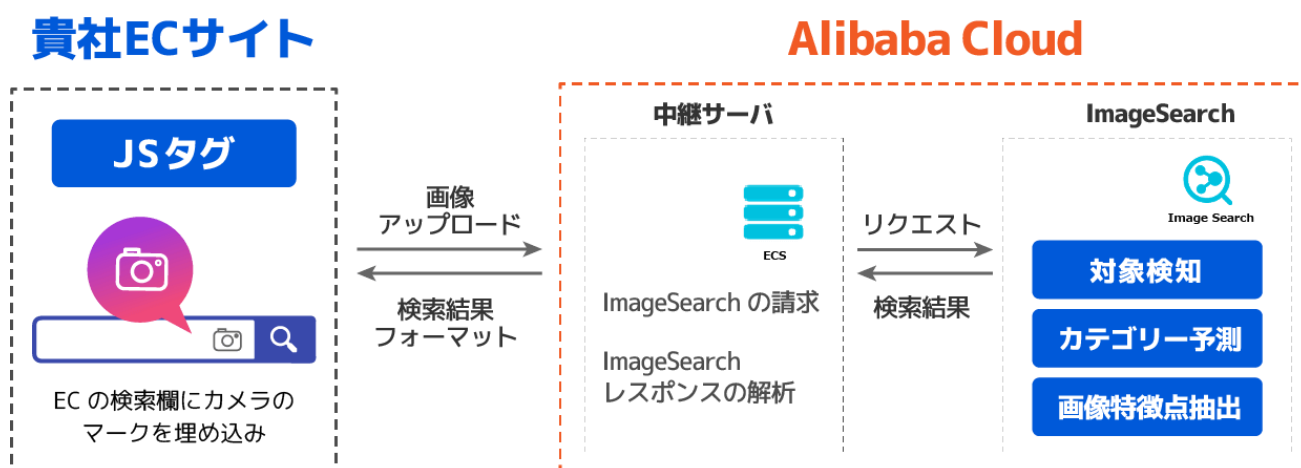 貴社ECサイト
Alibaba Cloud
JSタグ
ECの検索欄にカメラの
マークを埋め込み
画像
アップロード
検索結果
フォーマット
中継サーバ
ECS
ImageSearch の請求
ImageSearch
レスポンスの解析
リクエスト
検索結果
ImageSearch
Image Search
対象検知
カテゴリー予測
画像特徴点抽出